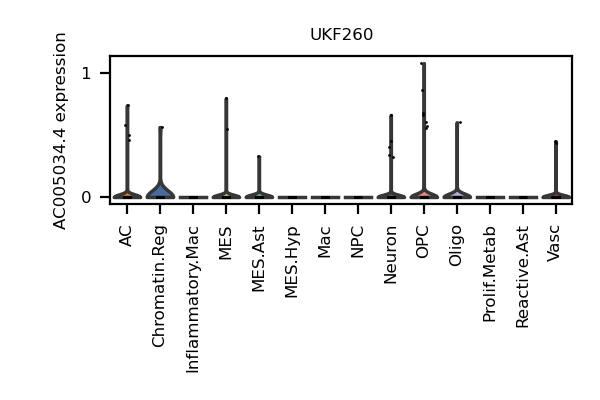 UKF260
AC005034.4 expression
1
0
AC
Chromatin.Reg
Inflammatory.Mac
MES
MES.Ast
MES.Hyp
Mac
NPC
Neuron
OPC
Oligo
Prolif.Metab
Reactive.Ast
Vasc